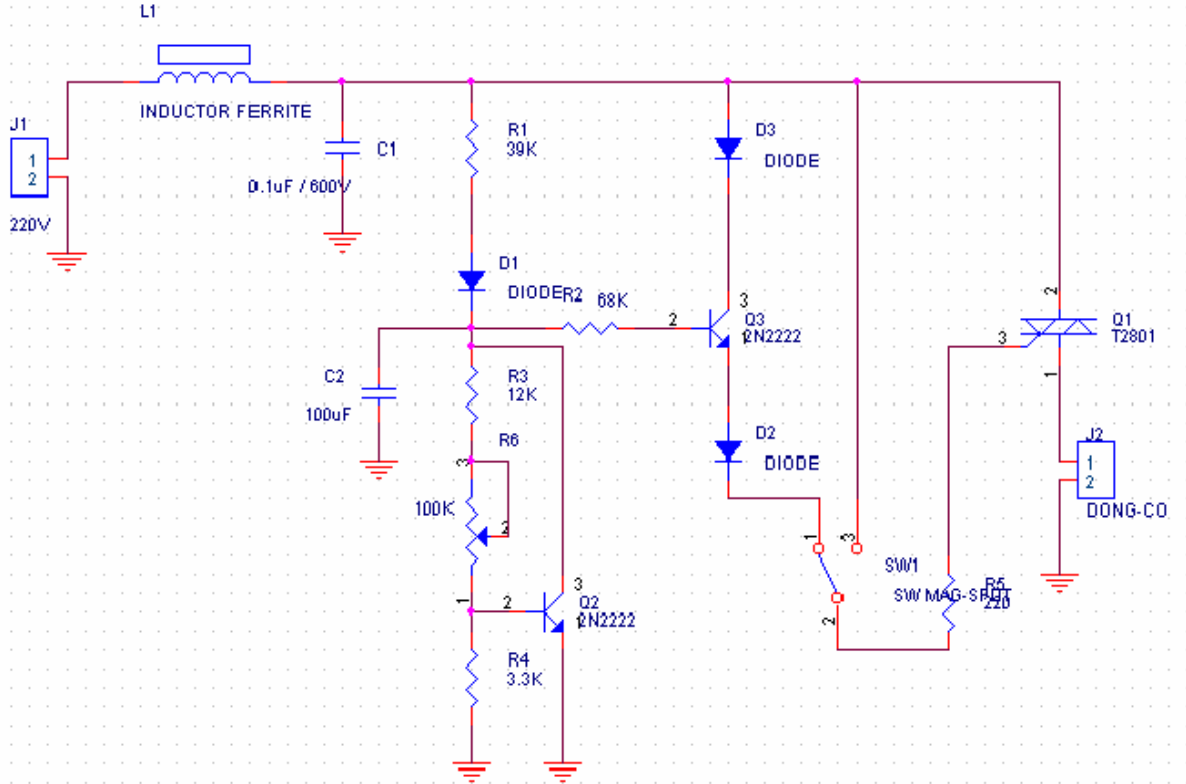 L1
INDUCTOR FERRITE
J1
1
2
220V
C1
0.1uF / 600V
R1
39K
D3
DIODE
D1
DIODE
R2
68K
2
3
Q3
2N2222
1
2
3
Q1
T2801
1
C2
100uF
R3
12K
R6
3
100K
2
1
D2
DIODE
J2
1
2
DONG-CO
1
3
SW1
SW MAG-SPDT
2
R5
220
2
3
Q2
2N2222
1
R4
3.3K